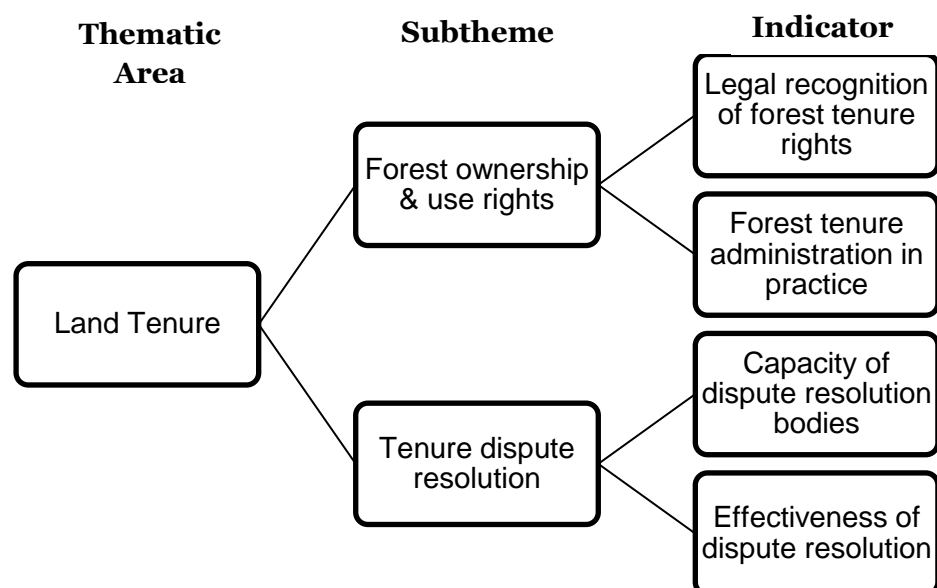 Thematic
Area
Subtheme
Indicator
Land Tenure
Forest ownership
& use rights
Tenure dispute
resolution
Legal recognition
of forest tenure
rights
Forest tenure
administration in
practice
Capacity of
dispute resolution
bodies
Effectiveness of
dispute resolution